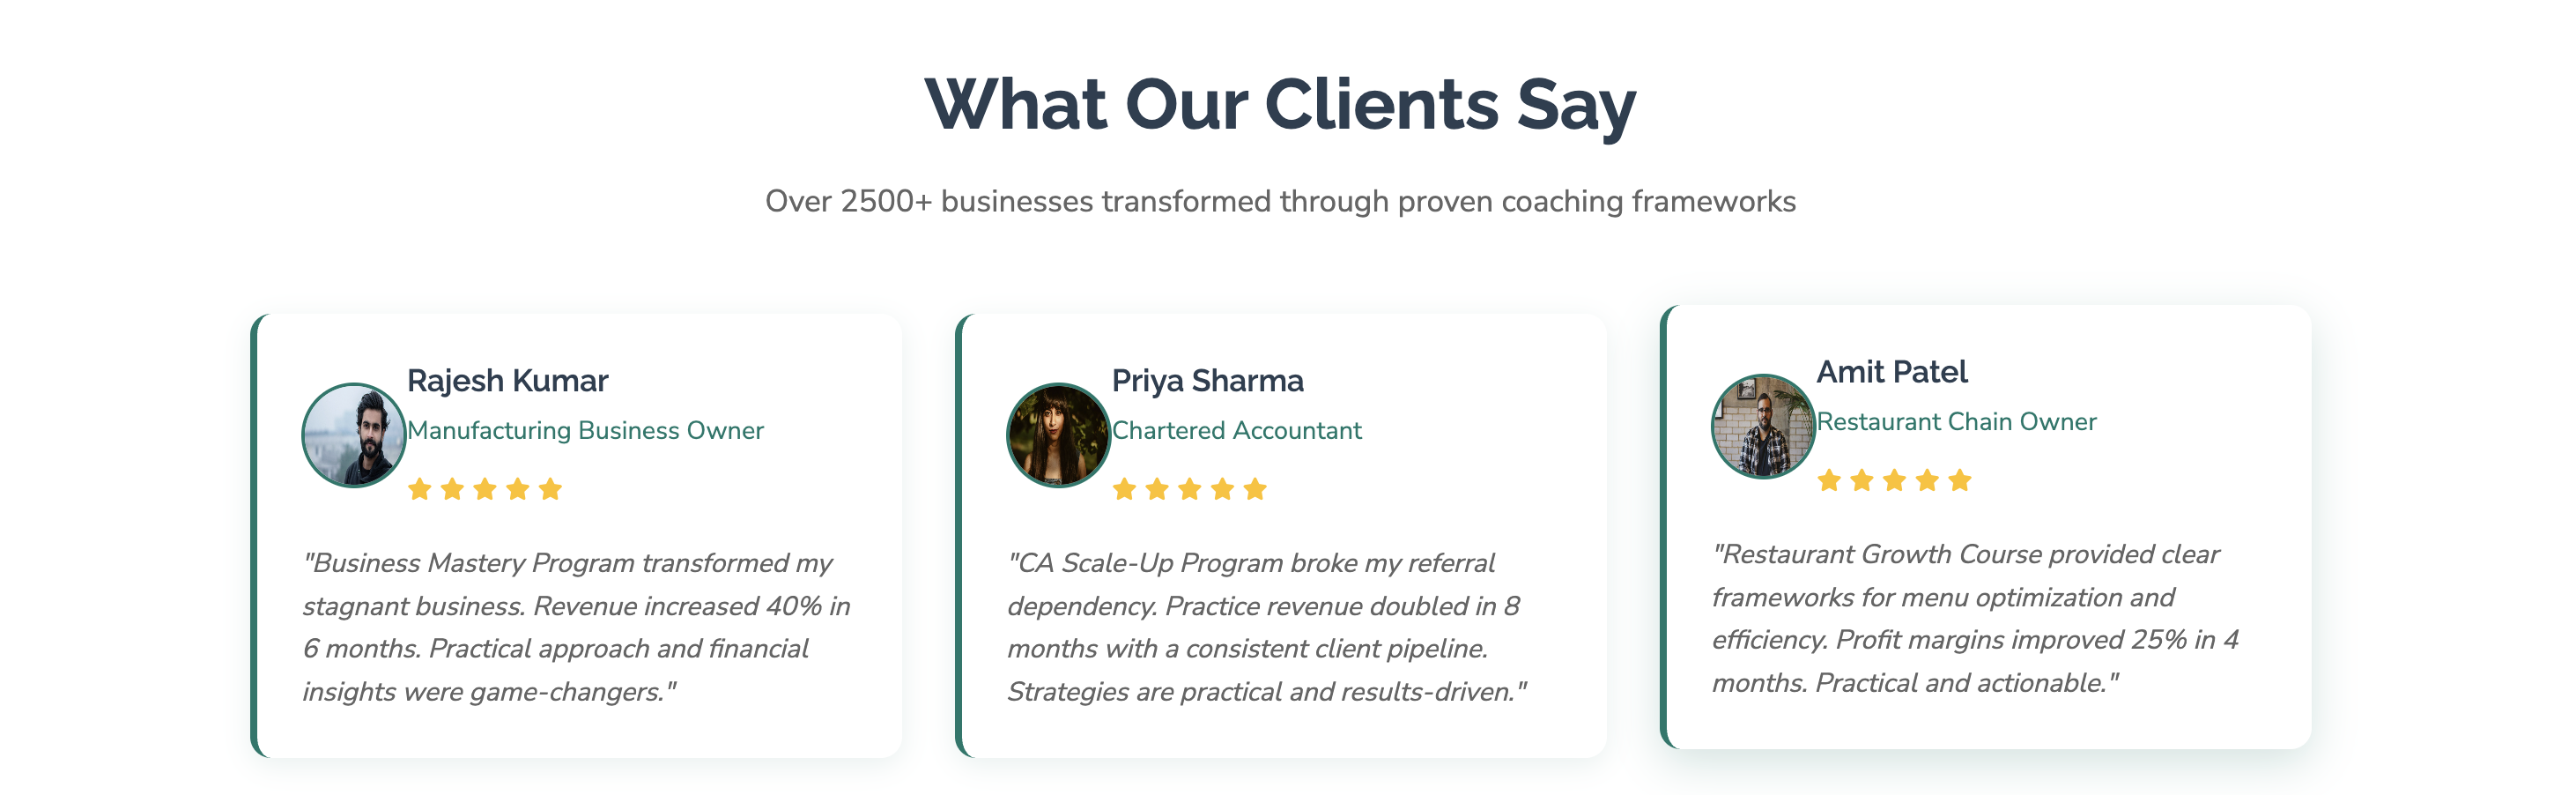 What Our Clients Say
Over 2500+ businesses transformed through proven coaching frameworks
Rajesh Kumar
Manufacturing Business Owner
"Business Mastery Program transformed my
stagnant business. Revenue increased 40% in
6 months. Practical approach and financial
insights were game-changers."
Priya Sharma
Chartered Accountant
"CA Scale-Up Program broke my referral
dependency. Practice revenue doubled in 8
months with a consistent client pipeline.
Strategies are practical and results-driven."
Amit Patel
Restaurant Chain Owner
"Restaurant Growth Course provided clear
frameworks for menu optimization and
efficiency. Profit margins improved 25% in 4
months. Practical and actionable."